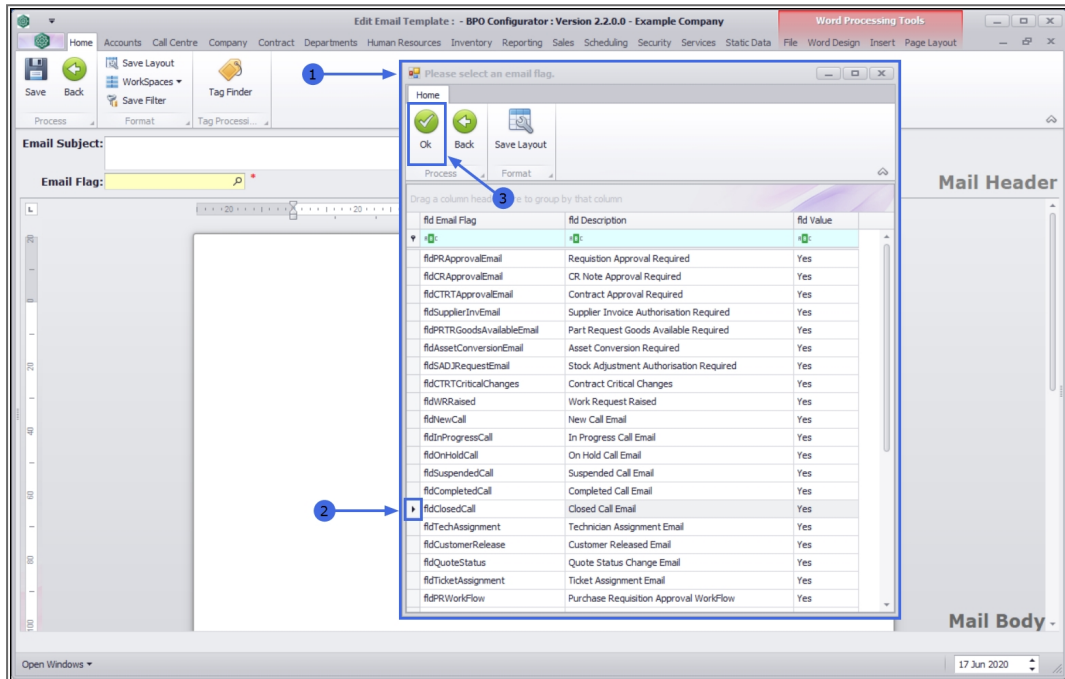 Edit Email Template : - BPO Configurator : Version 2.2.0.0 - Example Company
Word Processing Tools
Home Accounts Call Centre Company Contract Departments Human Resources Inventory Reporting Sales Scheduling Security Services Static Data File Word Design Insert Page Layout
Save
Back
Save Layout
WorkSpaces
Save Filter
Tag Finder
Process
Format
Tag Processi...
Email Subject:
Email Flag:
*
Mail Header
1
Please select an email flag.
Home
Ok
Back
Save Layout
Process
Format
3
Drag a column head re to group by that column
fld Email Flag fld Description fld Value
fldPRApprovalEmail Requistion Approval Required Yes
fldCRApprovalEmail CR Note Approval Required Yes
fldCTRTApprovalEmail Contract Approval Required Yes
fldSupplierInvEmail Supplier Invoice Authorisation Required Yes
fldPRTRGoodsAvailableEmail Part Request Goods Available Required Yes
fldAssetConversionEmail Asset Conversion Required Yes
fldSADJRequestEmail Stock Adjustment Authorisation Required Yes
fldCTRTCriticalChanges Contract Critical Changes Yes
fldWRRaised Work Request Raised Yes
fldNewCall New Call Email Yes
fldInProgressCall In Progress Call Email Yes
fldOnHoldCall On Hold Call Email Yes
fldSuspendedCall Suspended Call Email Yes
fldCompletedCall Completed Call Email Yes
2
fldClosedCall Closed Call Email Yes
fldTechAssignment Technician Assignment Email Yes
fldCustomerRelease Customer Released Email Yes
fldQuoteStatus Quote Status Change Email Yes
fldTicketAssignment Ticket Assignment Email Yes
fldPRWorkFlow Purchase Requisition Approval WorkFlow Yes
Mail Body
Open Windows
17 Jun 2020